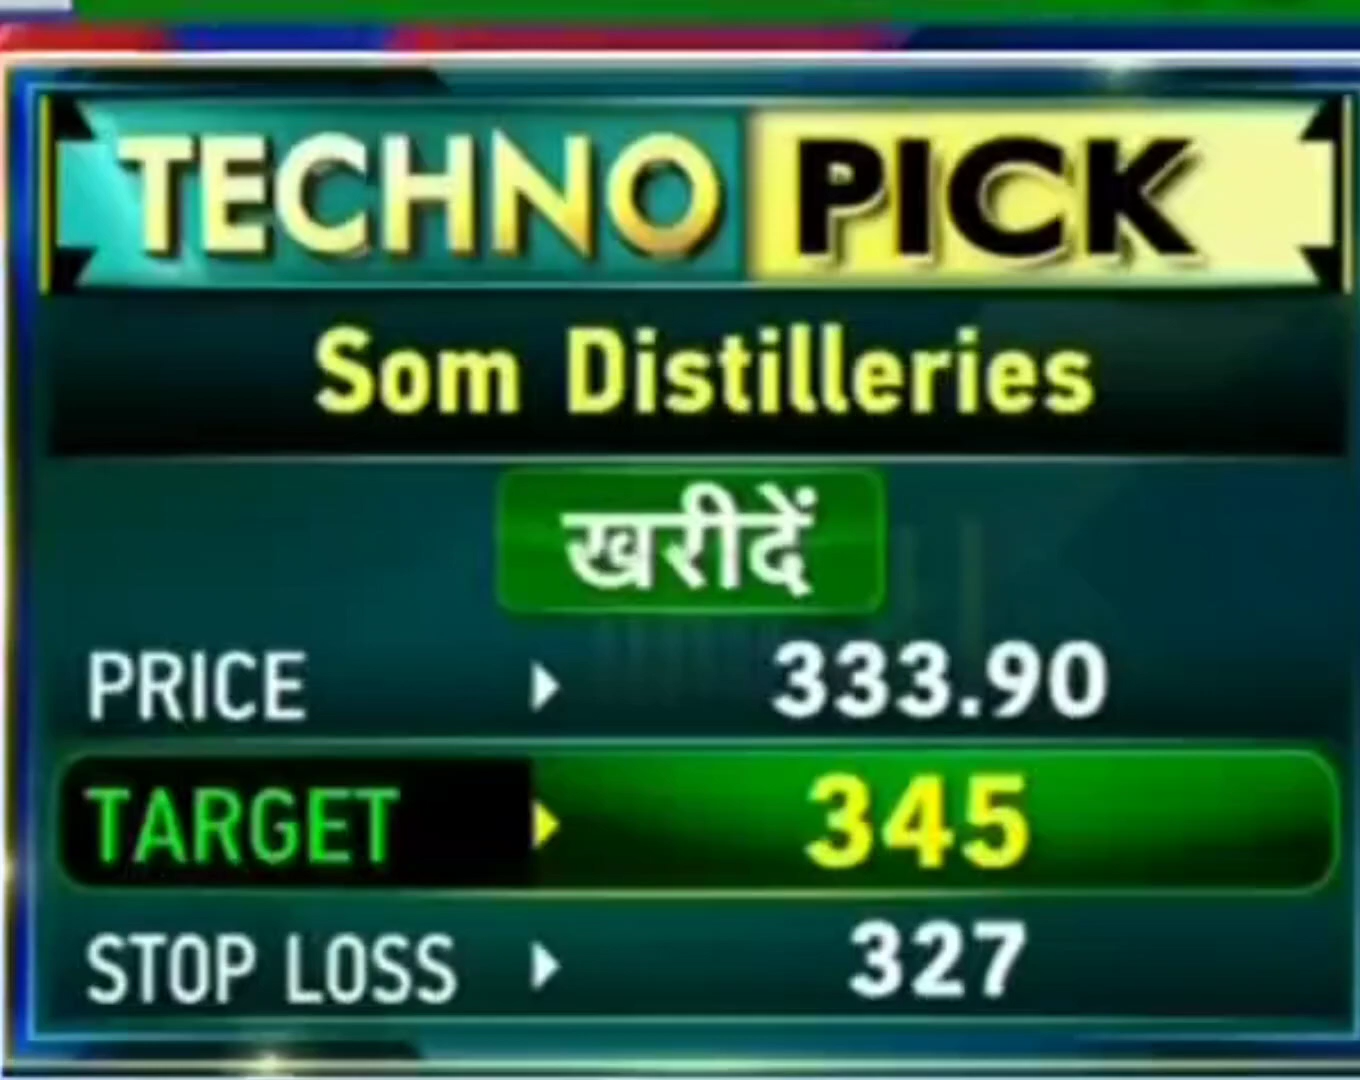 TECHNO PICK
Som Distilleries
खरीदें
PRICE 333.90
TARGET 345
STOP LOSS 327